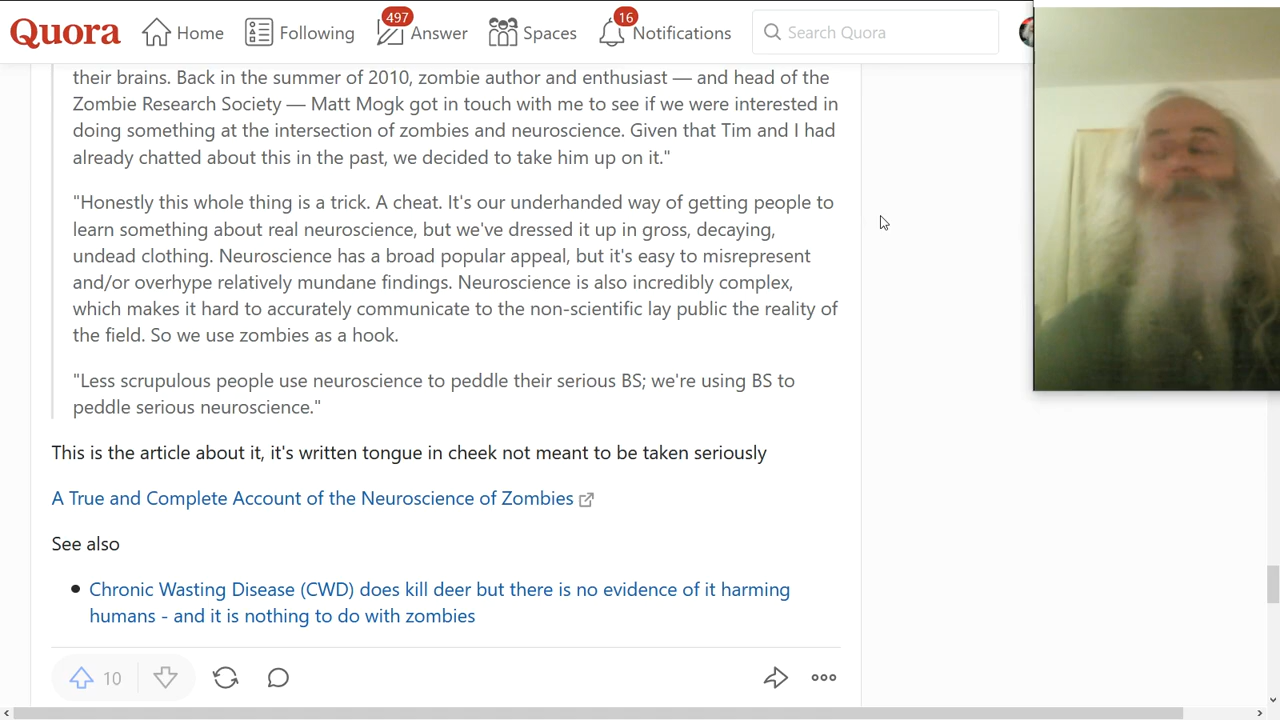 Quora Home Following 497 Answer Spaces 16 Notifications Search Quora
their brains. Back in the summer of 2010, zombie author and enthusiast — and head of the
Zombie Research Society — Matt Mogk got in touch with me to see if we were interested in
doing something at the intersection of zombies and neuroscience. Given that Tim and I had
already chatted about this in the past, we decided to take him up on it."
"Honestly this whole thing is a trick. A cheat. It's our underhanded way of getting people to
learn something about real neuroscience, but we've dressed it up in gross, decaying,
undead clothing. Neuroscience has a broad popular appeal, but it's easy to misrepresent
and/or overhype relatively mundane findings. Neuroscience is also incredibly complex,
which makes it hard to accurately communicate to the non-scientific lay public the reality of
the field. So we use zombies as a hook.
"Less scrupulous people use neuroscience to peddle their serious BS; we're using BS to
peddle serious neuroscience."
This is the article about it, it's written tongue in cheek not meant to be taken seriously
A True and Complete Account of the Neuroscience of Zombies
See also
Chronic Wasting Disease (CWD) does kill deer but there is no evidence of it harming
humans - and it is nothing to do with zombies
10